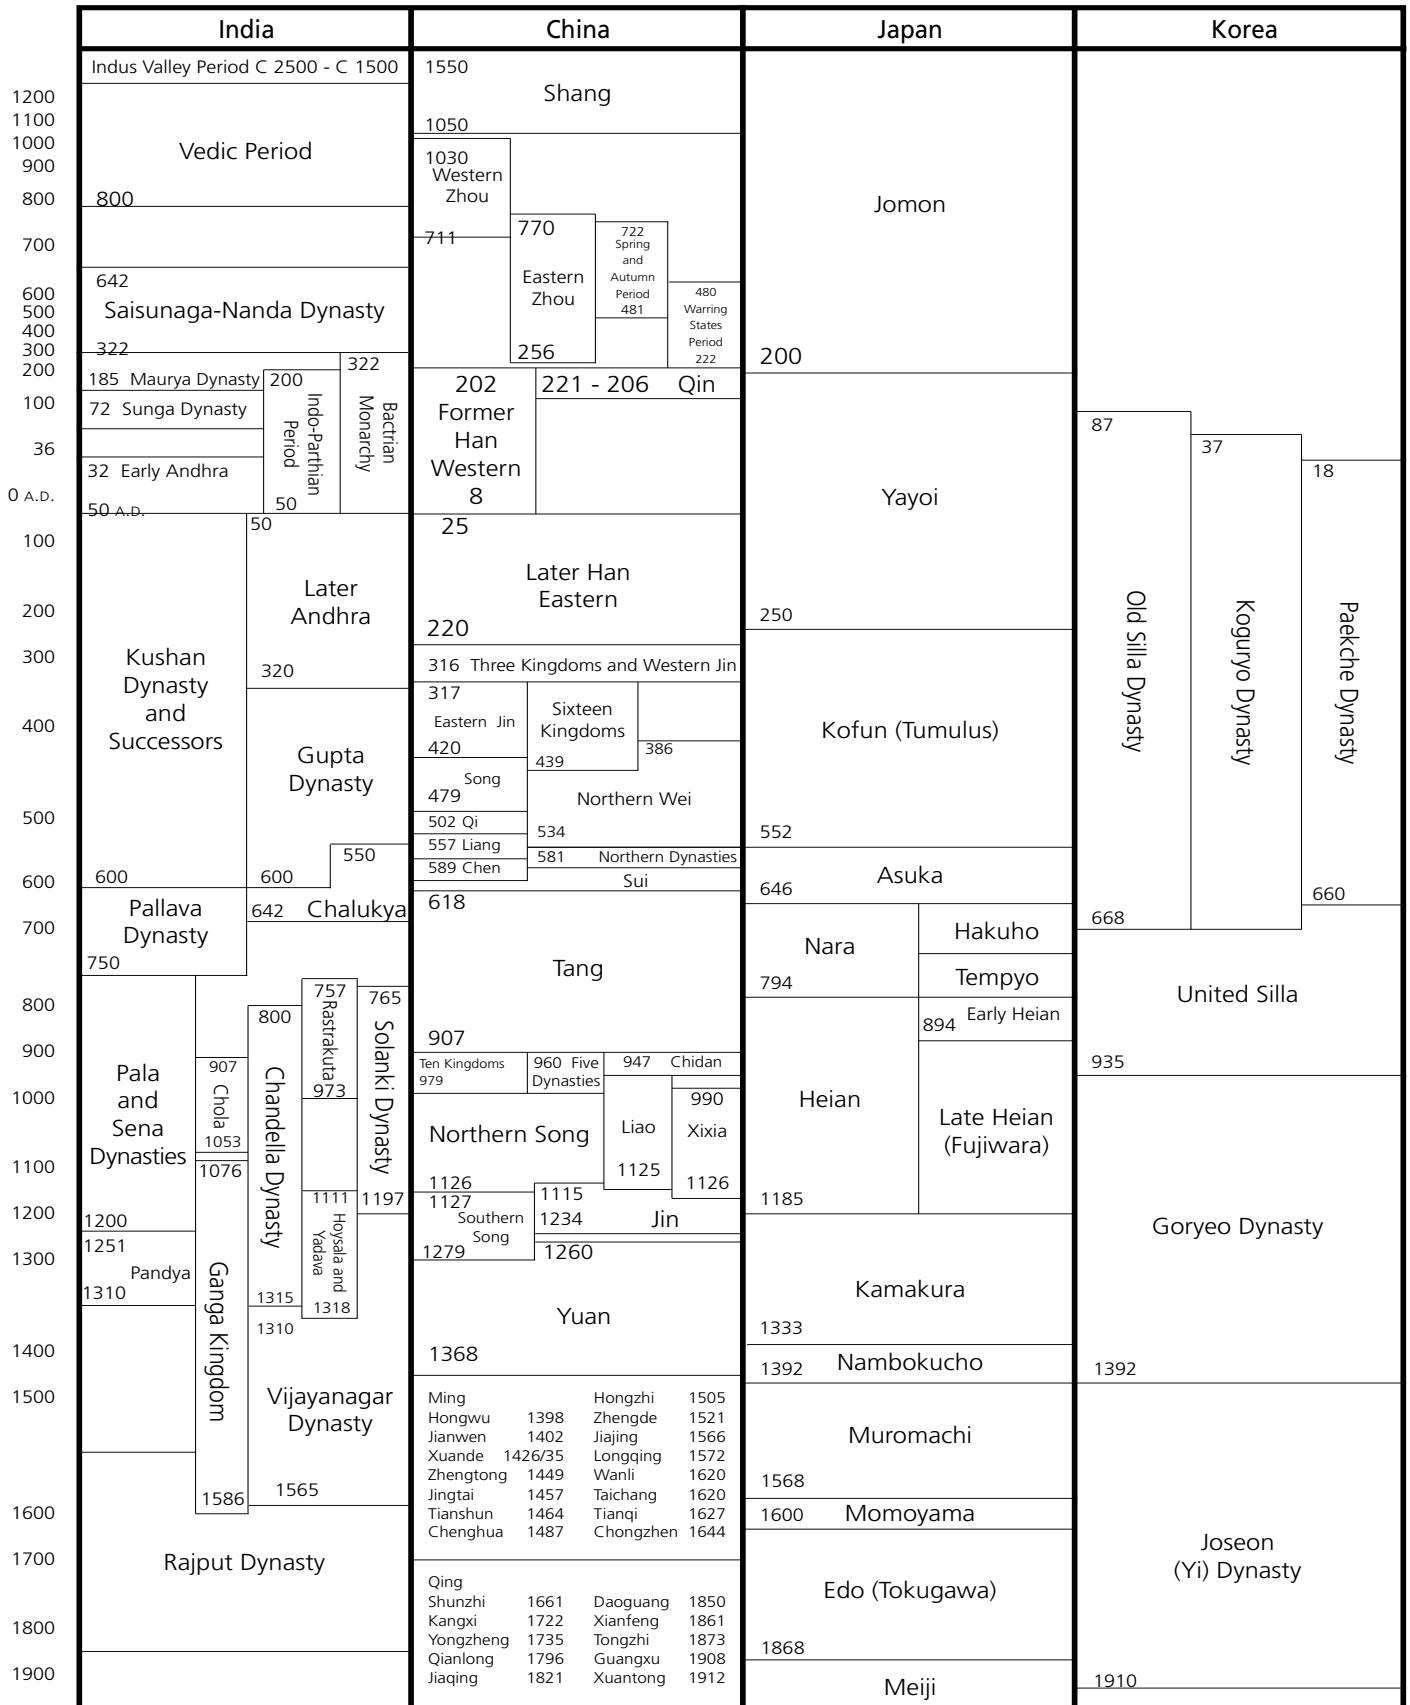 India
China
Japan
Korea
1200
1100
1000
900
800
700
600
500
400
300
200
100
36
0 A.D.
100
200
300
400
500
600
700
800
900
1000
1100
1200
1300
1400
1500
1600
1700
1800
1900
Indus Valley Period C 2500 - C 1500
Vedic Period
800
642
Saisunaga-Nanda Dynasty
322
185 Maurya Dynasty
72 Sunga Dynasty
32 Early Andhra
50 A.D.
200
Indo-Parthian
Period
50
322
Bactrian
Monarchy
Kushan
Dynasty
and
Successors
600
50
Later
Andhra
320
Gupta
Dynasty
600
550
Pallava
Dynasty
750
642 Chalukya
Pala
and
Sena
Dynasties
1200
1251
Pandya
1310
907
Chola
1053
1076
Ganga Kingdom
1586
800
Chandella Dynasty
1315
757
Rastrakuta
973
1111
Hoysala and
Yadava
1318
765
Solanki Dynasty
1197
1310
Vijayanagar
Dynasty
1565
Rajput Dynasty
1550
Shang
1050
1030
Western
Zhou
711
770
Eastern
Zhou
256
722
Spring
and
Autumn
Period
481
480
Warring
States
Period
222
202
Former
Han
Western
8
221 - 206 Qin
25
Later Han
Eastern
220
316 Three Kingdoms and Western Jin
317
Eastern Jin
420
Sixteen
Kingdoms
439
386
Song
479
Northern Wei
534
502 Qi
557 Liang
589 Chen
581 Northern Dynasties
Sui
618
Tang
907
Ten Kingdoms
979
960 Five
Dynasties
947 Chidan
Northern Song
1126
Liao
1125
990
Xixia
1126
1127
Southern
Song
1279
1115
1234 Jin
1260
Yuan
1368
Ming Hongzhi 1505
Hongwu 1398 Zhengde 1521
Jianwen 1402 Jiajing 1566
Xuande 1426/35 Longqing 1572
Zhengtong 1449 Wanli 1620
Jingtai 1457 Taichang 1620
Tianshun 1464 Tianqi 1627
Chenghua 1487 Chongzhen 1644
Qing
Shunzhi 1661 Daoguang 1850
Kangxi 1722 Xianfeng 1861
Yongzheng 1735 Tongzhi 1873
Qianlong 1796 Guangxu 1908
Jiaqing 1821 Xuantong 1912
Jomon
200
Yayoi
250
Kofun (Tumulus)
552
Asuka
646
Nara
794
Hakuho
Tempyo
Heian
1185
894 Early Heian
Late Heian
(Fujiwara)
Kamakura
1333
1392 Nambokucho
Muromachi
1568
1600 Momoyama
Edo (Tokugawa)
1868
Meiji
87
Old Silla Dynasty
668
37
Koguryo Dynasty
18
Paekche Dynasty
660
United Silla
935
Goryeo Dynasty
1392
Joseon
(Yi) Dynasty
1910